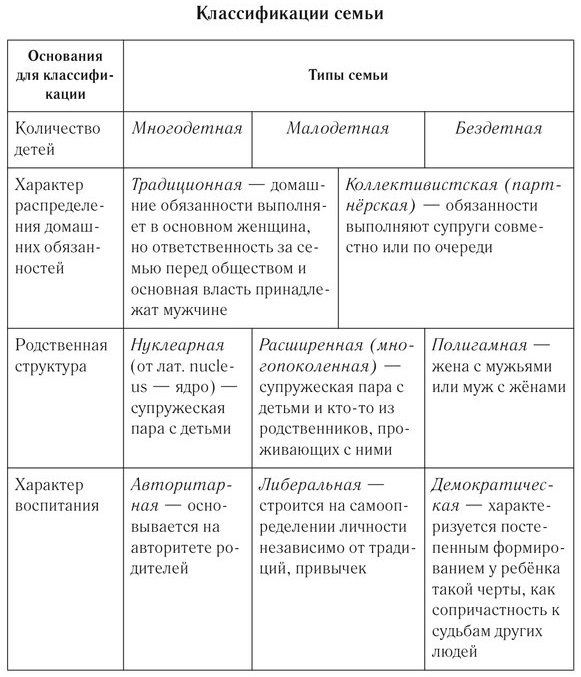 Классификации семьи
Основания
для классифи-
кации
Типы семьи
Количество
детей
Многодетная
Малодетная
Бездетная
Характер
распределе-
ния домаш-
них обязан-
ностей
Традиционная — домаш-
ние обязанности выполня-
ет в основном женщина,
но ответственность за се-
мью перед обществом и
основная власть принадле-
жат мужчине
Коллективистская (парт-
нёрская) — обязанности
выполняют супруги совме-
стно или по очереди
Родственная
структура
Нуклеарная
(от лат. nucle-
us — ядро) —
супружеская
пара с детьми
Расширенная (мно-
гопоколенная) —
супружеская пара с
детьми и кто-то из
родственников, про-
живающих с ними
Полигамная —
жена с мужьями
или муж с жёнами
Характер
воспитания
Авторитар-
ная — осно-
вывается на
авторитете ро-
дителей
Либеральная —
строится на самоопре-
делении личности
независимо от тради-
ций, привычек
Демократичес-
кая — характе-
ризуется посте-
пенным формиро-
ванием у ребёнка
такой черты, как
сопричастность к
судьбам других
людей